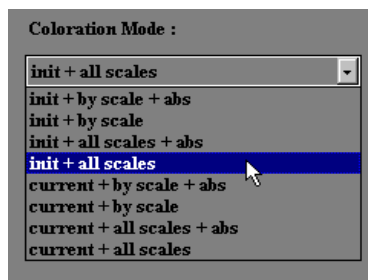 Coloration Mode :
init + all scales
init + by scale + abs
init + by scale
init + all scales + abs
init + all scales
current + by scale + abs
current + by scale
current + all scales + abs
current + all scales